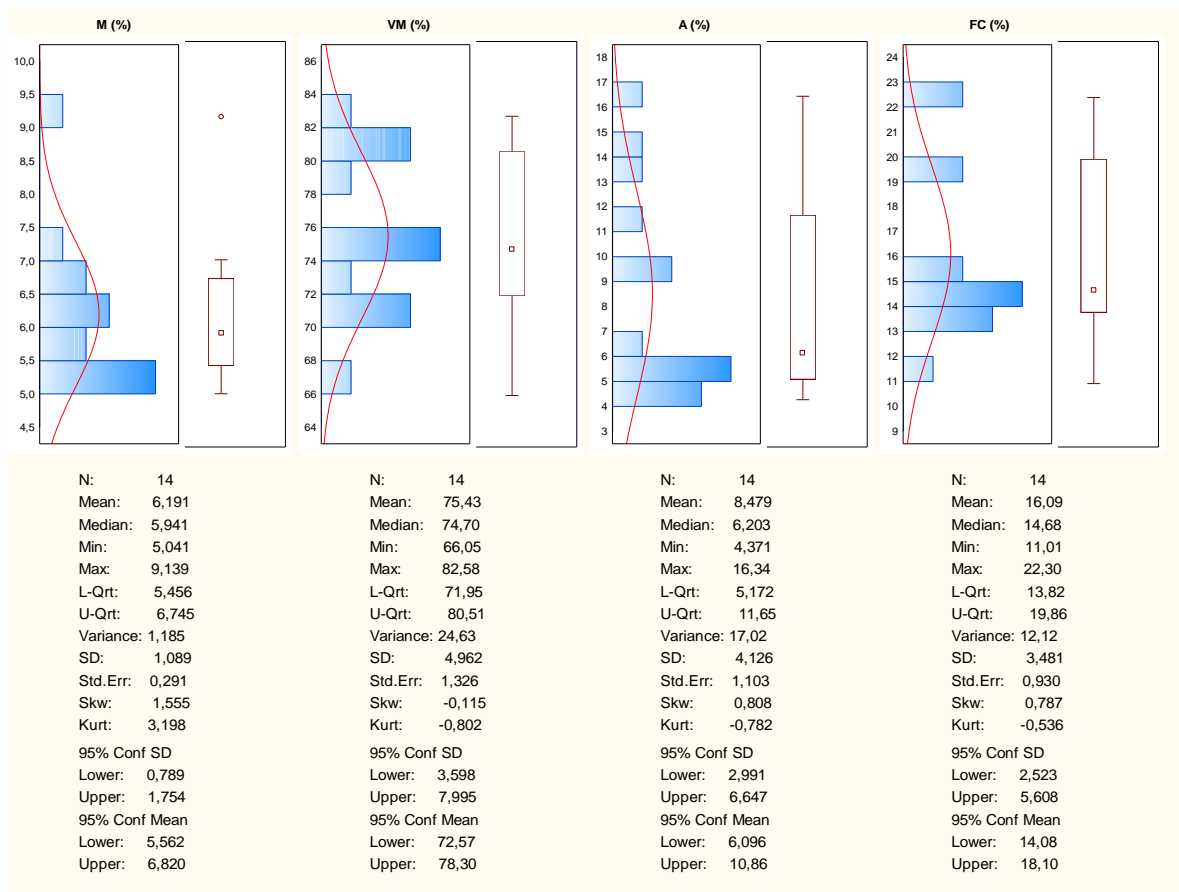 M (%)
10,0
9,5
9,0
8,5
8,0
7,5
7,0
6,5
6,0
5,5
5,0
4,5
N: 14
Mean: 6,191
Median: 5,941
Min: 5,041
Max: 9,139
L-Qrt: 5,456
U-Qrt: 6,745
Variance: 1,185
SD: 1,089
Std.Err: 0,291
Skw: 1,555
Kurt: 3,198
95% Conf SD
Lower: 0,789
Upper: 1,754
95% Conf Mean
Lower: 5,562
Upper: 6,820
VM (%)
86
84
82
80
78
76
74
72
70
68
66
64
N: 14
Mean: 75,43
Median: 74,70
Min: 66,05
Max: 82,58
L-Qrt: 71,95
U-Qrt: 80,51
Variance: 24,63
SD: 4,962
Std.Err: 1,326
Skw: -0,115
Kurt: -0,802
95% Conf SD
Lower: 3,598
Upper: 7,995
95% Conf Mean
Lower: 72,57
Upper: 78,30
A (%)
18
17
16
15
14
13
12
11
10
9
8
7
6
5
4
3
N: 14
Mean: 8,479
Median: 6,203
Min: 4,371
Max: 16,34
L-Qrt: 5,172
U-Qrt: 11,65
Variance: 17,02
SD: 4,126
Std.Err: 1,103
Skw: 0,808
Kurt: -0,782
95% Conf SD
Lower: 2,991
Upper: 6,647
95% Conf Mean
Lower: 6,096
Upper: 10,86
FC (%)
24
23
22
21
20
19
18
17
16
15
14
13
12
11
10
9
N: 14
Mean: 16,09
Median: 14,68
Min: 11,01
Max: 22,30
L-Qrt: 13,82
U-Qrt: 19,86
Variance: 12,12
SD: 3,481
Std.Err: 0,930
Skw: 0,787
Kurt: -0,536
95% Conf SD
Lower: 2,523
Upper: 5,608
95% Conf Mean
Lower: 14,08
Upper: 18,10